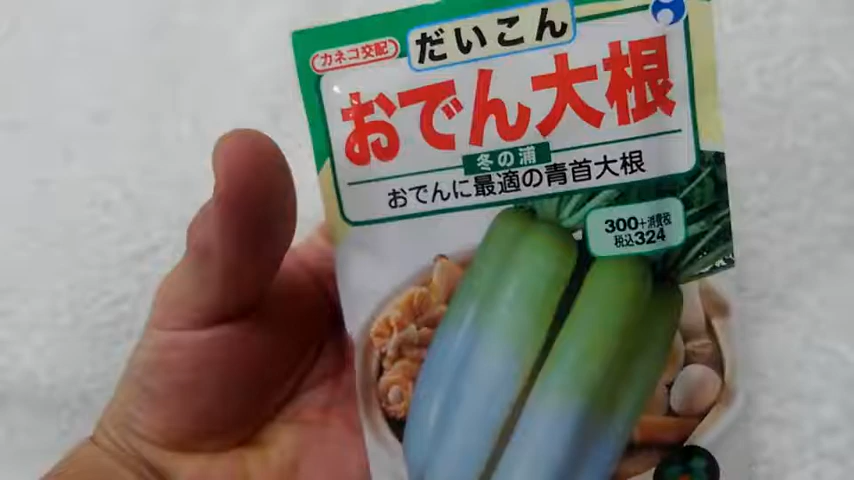 カネコ交配
だいこん
おでん大根
冬の浦
おでんに最適の青首大根
300+消費税
税込324